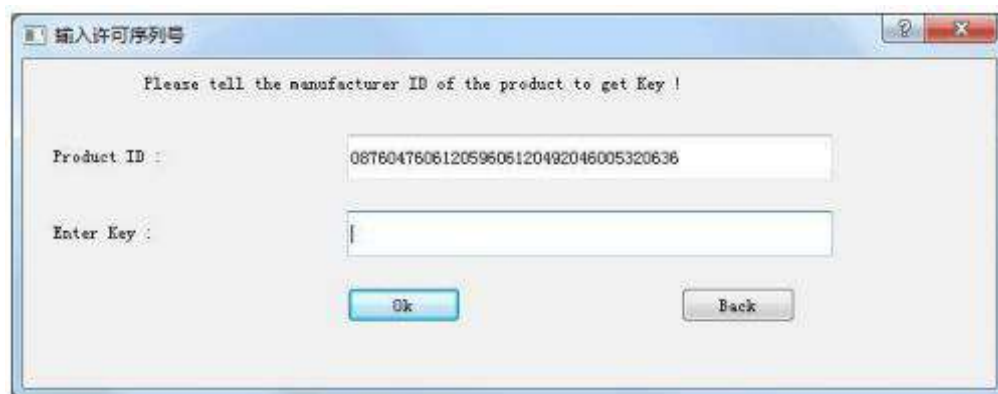 输入许可序列号
Please tell the manufacturer ID of the product to get Key !
Product ID :
087604760612059606120492046005320636
Enter Key :
Ok
Back